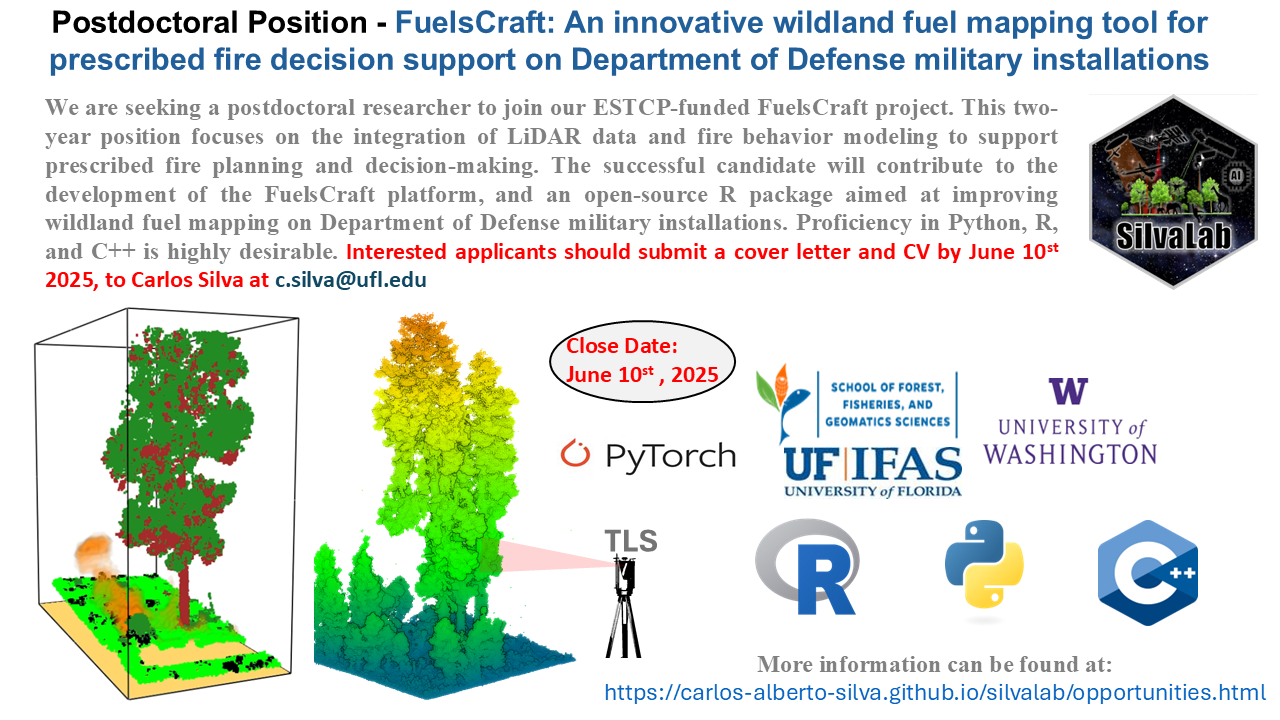 Postdoctoral Position - FuelsCraft: An innovative wildland fuel mapping tool for
prescribed fire decision support on Department of Defense military installations
We are seeking a postdoctoral researcher to join our ESTCP-funded FuelsCraft project. This two-
year position focuses on the integration of LiDAR data and fire behavior modeling to support
prescribed fire planning and decision-making. The successful candidate will contribute to the
development of the FuelsCraft platform, and an open-source R package aimed at improving
wildland fuel mapping on Department of Defense military installations. Proficiency in Python, R,
and C++ is highly desirable. Interested applicants should submit a cover letter and CV by June 10st
2025, to Carlos Silva at c.silva@ufl.edu
AI
SilvaLab
Close Date:
June 10st , 2025
PyTorch
SCHOOL OF FOREST,
FISHERIES, AND
GEOMATICS SCIENCES
UF|IFAS
UNIVERSITY of FLORIDA
W
UNIVERSITY of
WASHINGTON
TLS
R
C++
More information can be found at:
https://carlos-alberto-silva.github.io/silvalab/opportunities.html